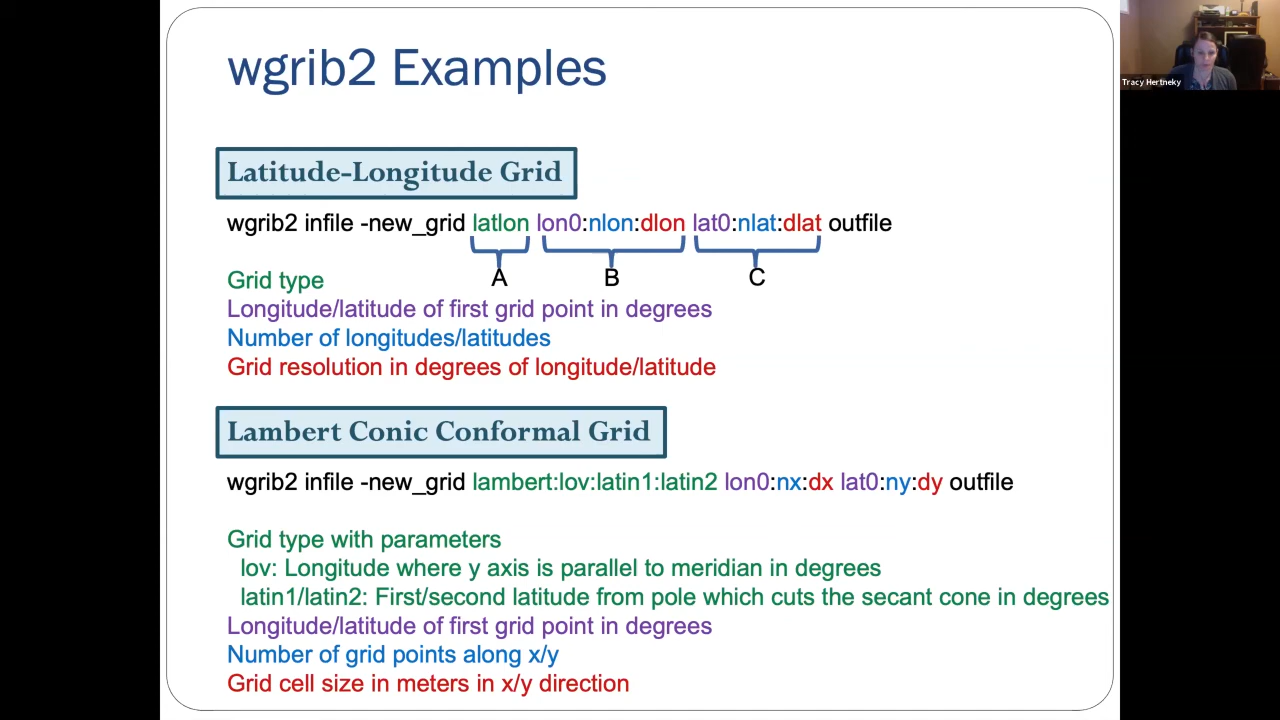 wgrib2 Examples
Tracy Hertneky
Latitude-Longitude Grid
wgrib2 infile -new_grid latlon lon0:nlon:dlon lat0:nlat:dlat outfile
A B C
Grid type
Longitude/latitude of first grid point in degrees
Number of longitudes/latitudes
Grid resolution in degrees of longitude/latitude
Lambert Conic Conformal Grid
wgrib2 infile -new_grid lambert:lov:latin1:latin2 lon0:nx:dx lat0:ny:dy outfile
Grid type with parameters
lov: Longitude where y axis is parallel to meridian in degrees
latin1/latin2: First/second latitude from pole which cuts the secant cone in degrees
Longitude/latitude of first grid point in degrees
Number of grid points along x/y
Grid cell size in meters in x/y direction